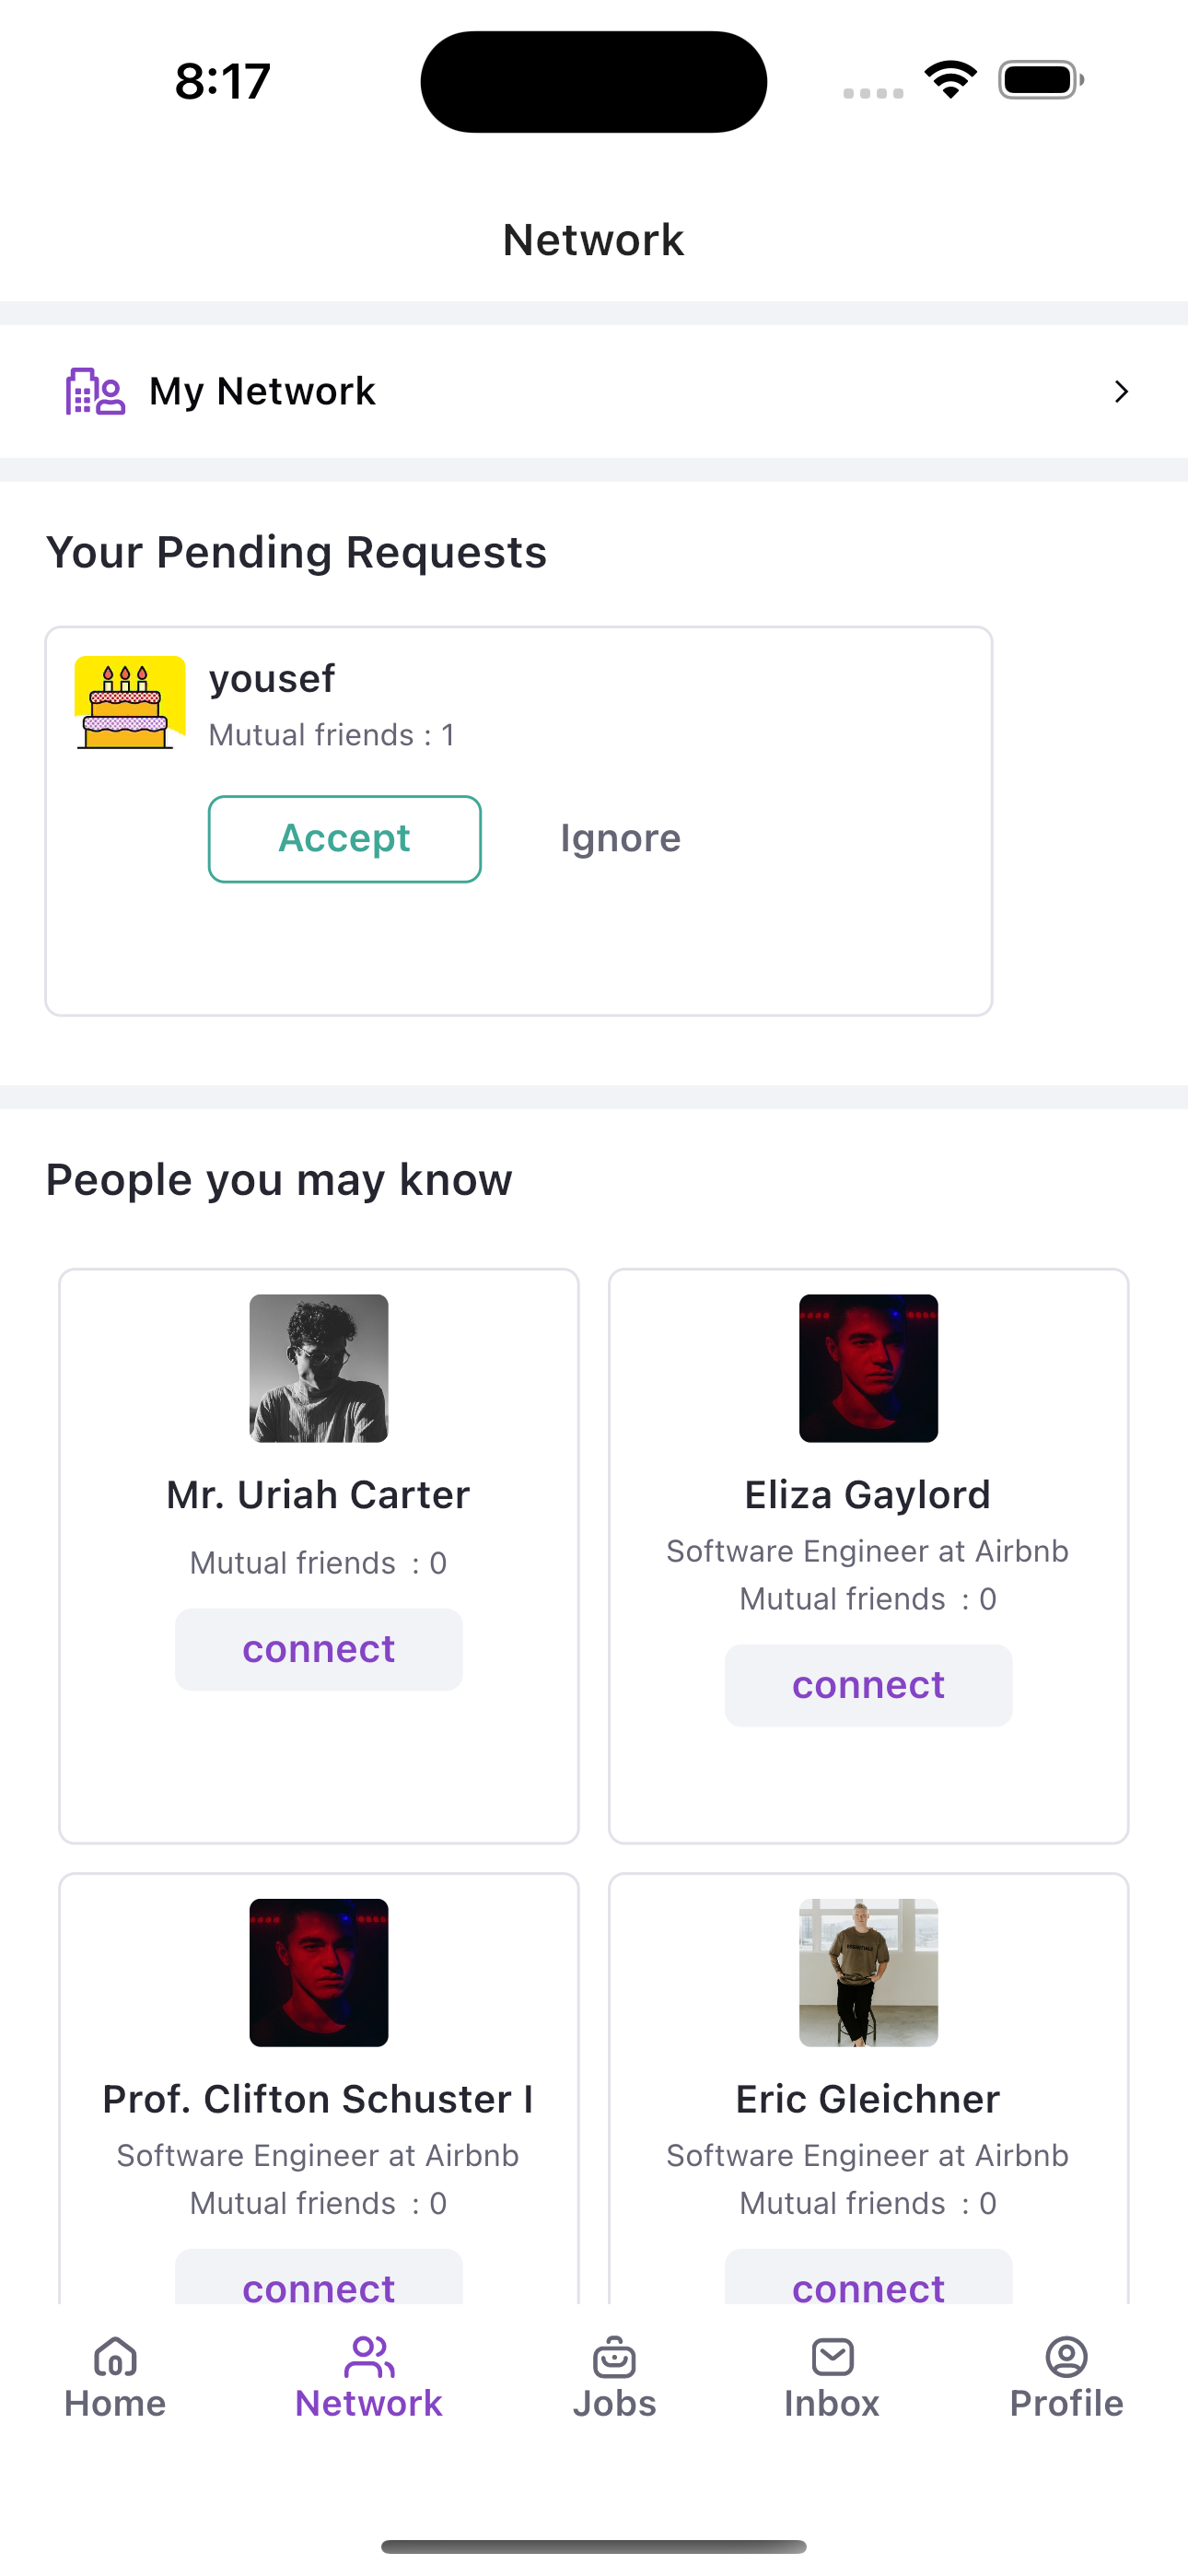 8:17
Network
My Network
Your Pending Requests
yousef
Mutual friends : 1
Accept
Ignore
People you may know
Mr. Uriah Carter
Mutual friends : 0
connect
Eliza Gaylord
Software Engineer at Airbnb
Mutual friends : 0
connect
Prof. Clifton Schuster I
Software Engineer at Airbnb
Mutual friends : 0
connect
Eric Gleichner
Software Engineer at Airbnb
Mutual friends : 0
connect
Home
Network
Jobs
Inbox
Profile